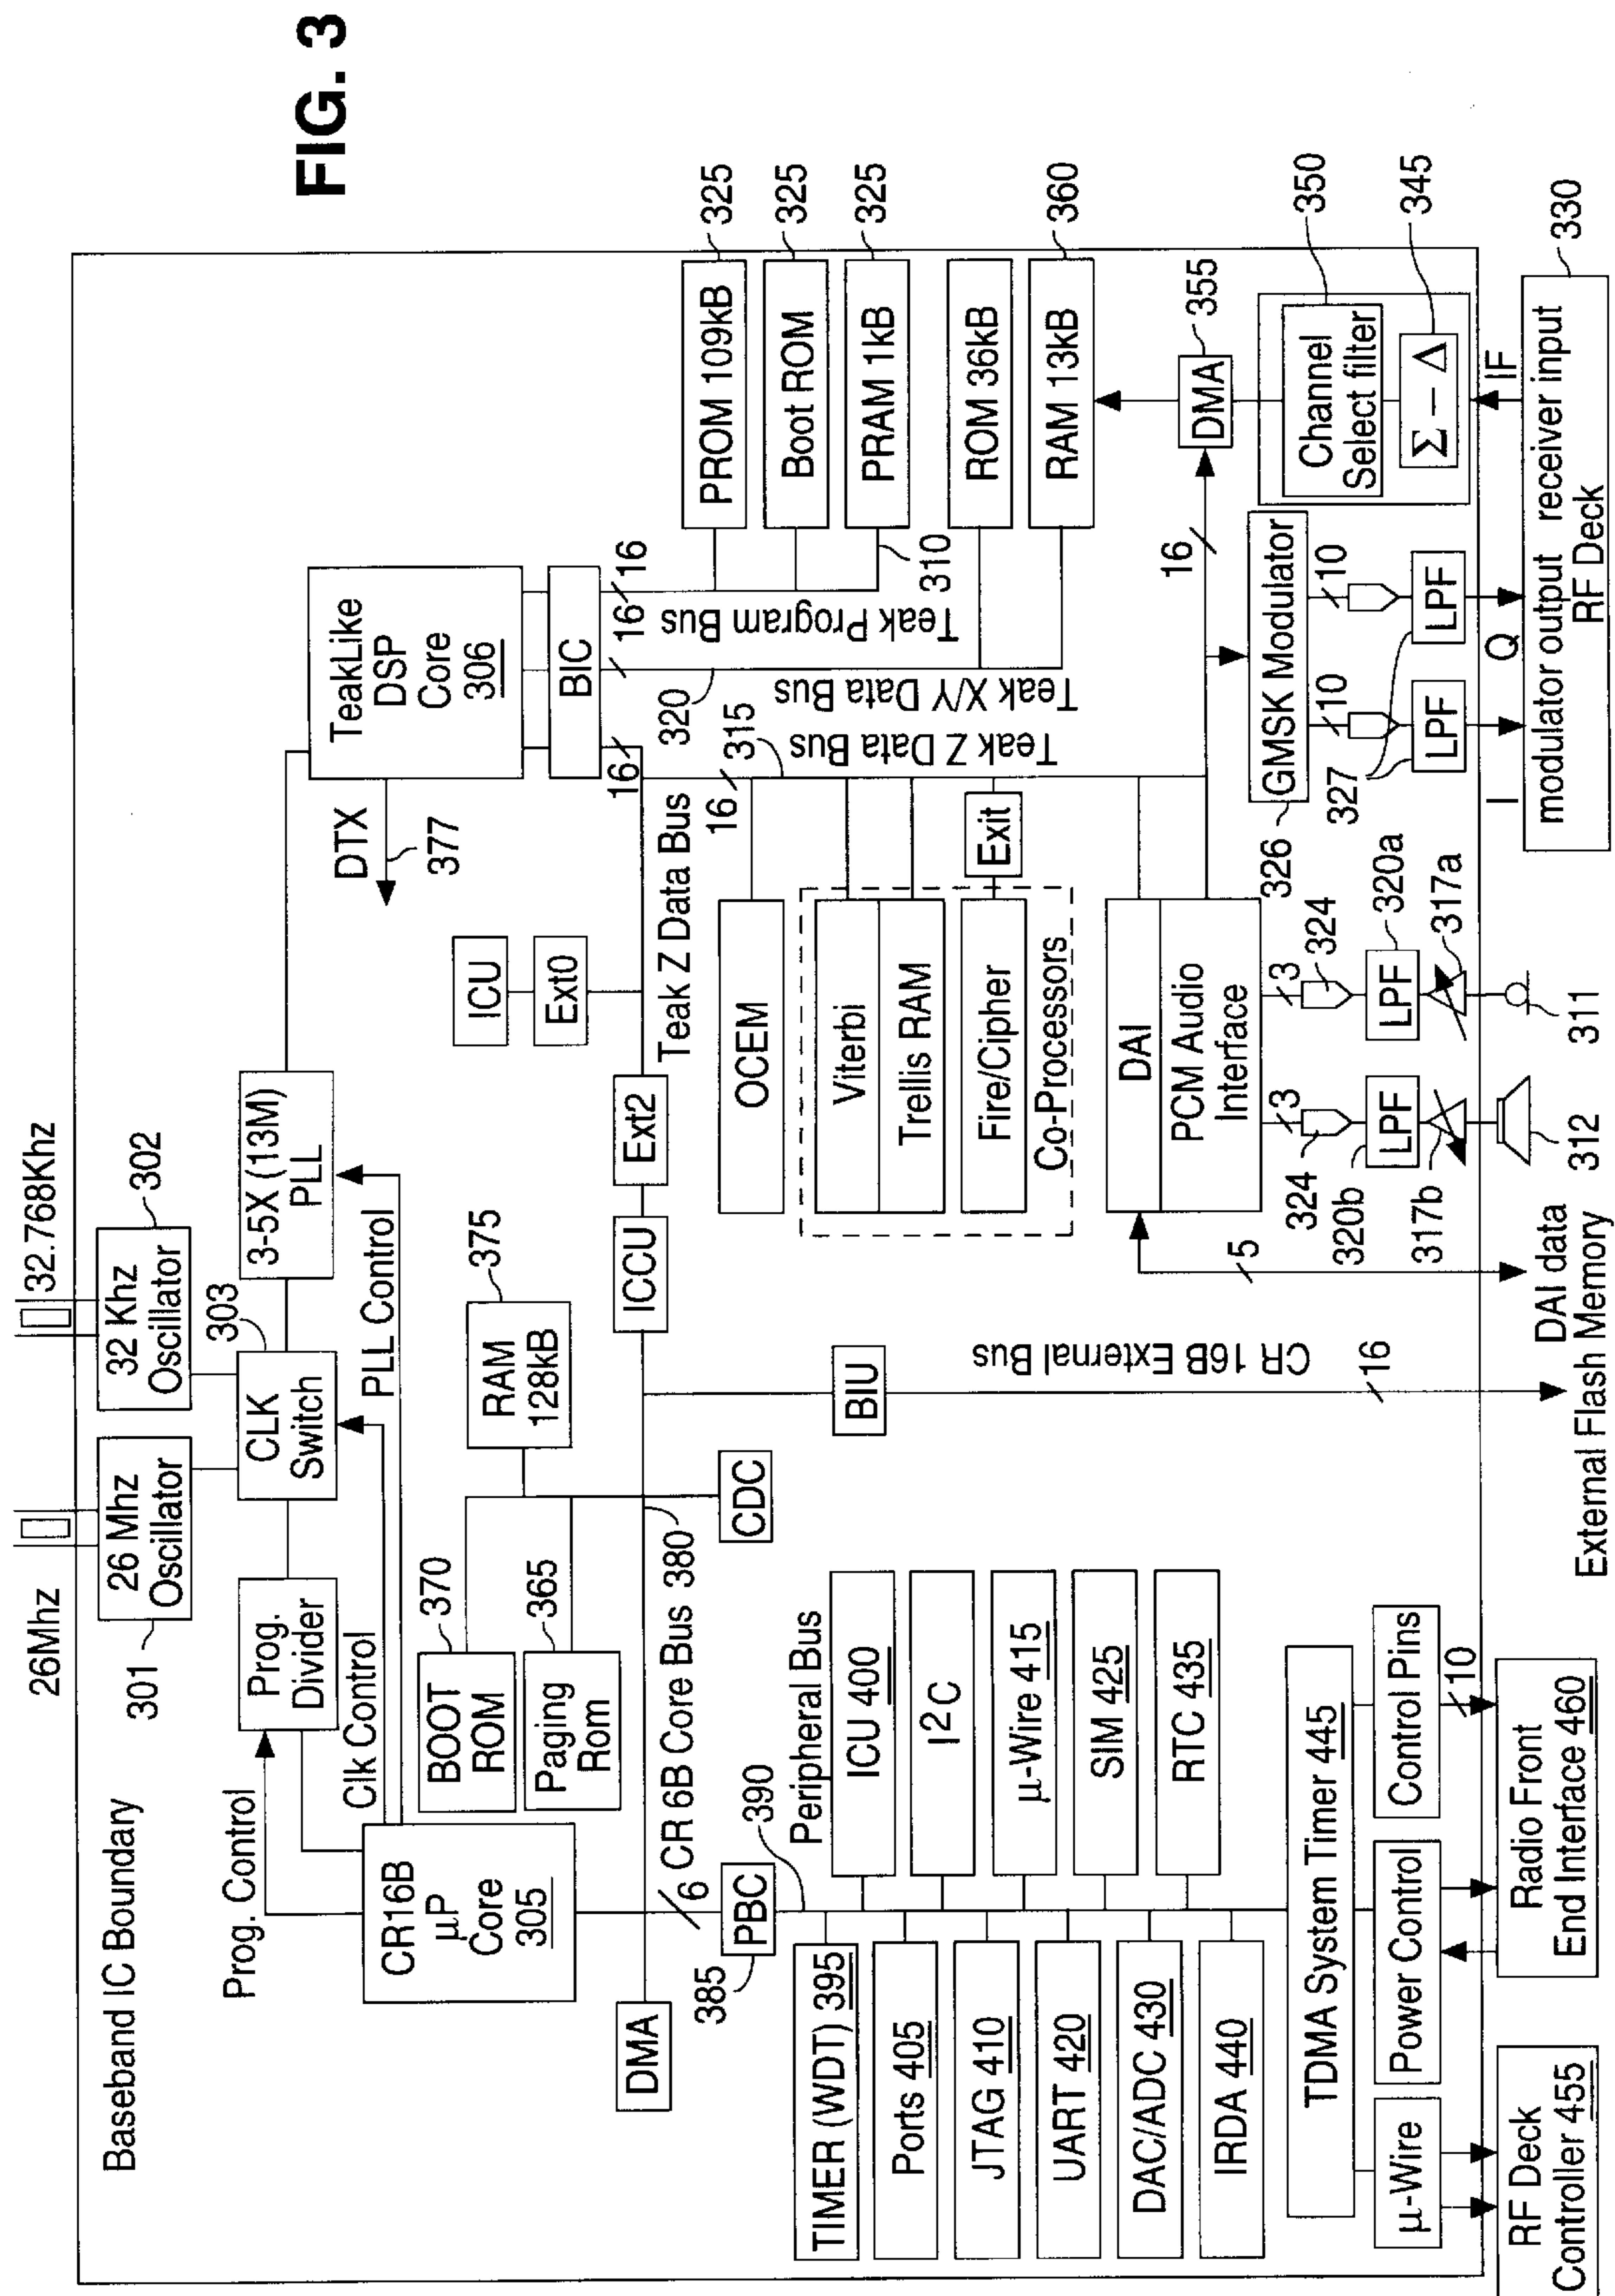 FIG. 3
Baseband IC Boundary
26Mhz
32.768Khz
301
26 Mhz
Oscillator
32 Khz
Oscillator
302
303
Prog. Control
Prog.
Divider
CLK
Switch
3-5X (13M)
PLL
Clk Control
PLL Control
CR16B
µP
Core
305
BOOT
ROM
370
Paging
Rom
365
RAM
128kB
375
DTX
377
TeakLike
DSP
Core
306
BIC
16
16
16
ICU
Ext0
DMA
6
CR 6B Core Bus
380
CDC
ICCU
Ext2
Teak Z Data Bus
16
315
Teak Z Data Bus
320
Teak X/Y Data Bus
Teak Program Bus
310
PROM 109kB
325
Boot ROM
325
PRAM 1kB
325
ROM 36kB
RAM 13kB
360
385
PBC
390
Peripheral Bus
TIMER (WDT) 395
ICU 400
Ports 405
I2C
JTAG 410
µ-Wire 415
UART 420
SIM 425
DAC/ADC 430
RTC 435
IRDA 440
TDMA System Timer 445
µ-Wire
Power Control
Control Pins
10
RF Deck
Controller 455
Radio Front
End Interface 460
BIU
CR 16B External Bus
16
External Flash Memory
OCEM
Viterbi
Trellis RAM
Fire/Cipher
Exit
Co-Processors
DAI
PCM Audio
Interface
5
DAI data
3
3
324
324
LPF
LPF
320b
320a
317b
317a
312
311
16
DMA
355
326
GMSK Modulator
10
10
327
LPF
LPF
I
Q
Channel
Select filter
350
Σ – Δ
345
IF
modulator output receiver input
RF Deck
330